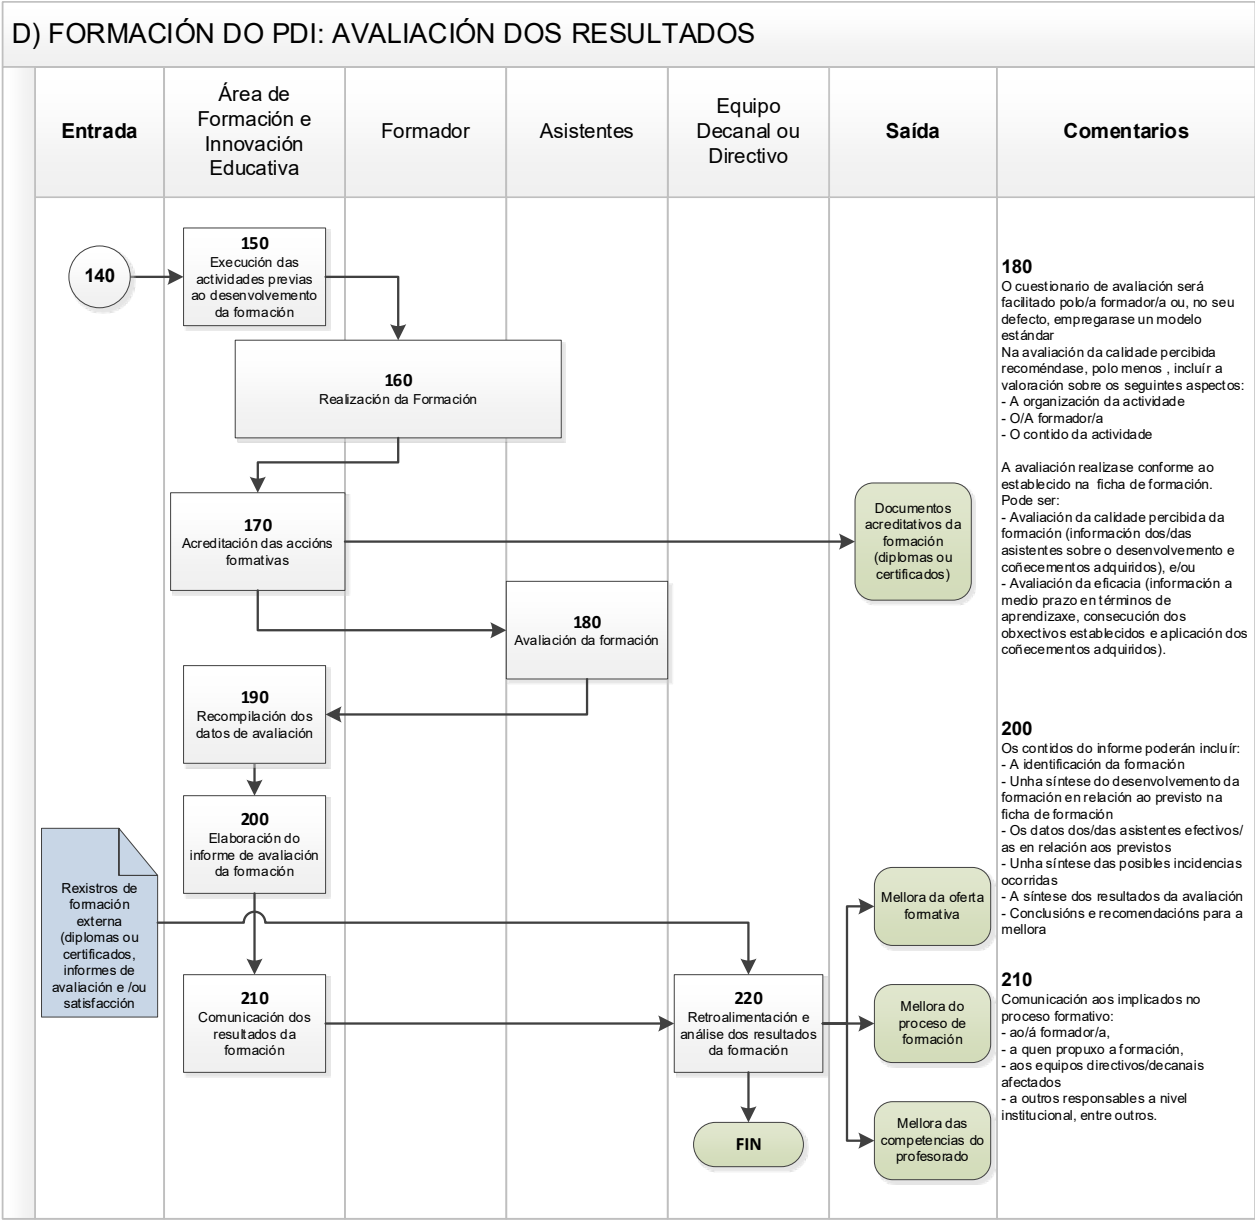 D) FORMACIÓN DO PDI: AVALIACIÓN DOS RESULTADOS
Entrada
Área de
Formación e
Innovación
Educativa
Formador
Asistentes
Equipo
Decanal ou
Directivo
Saída
Comentarios
140
150
Execución das
actividades previas
ao desenvolvemento
da formación
160
Realización da Formación
170
Acreditación das accións
formativas
Documentos
acreditativos da
formación
(diplomas ou
certificados)
180
Avaliación da formación
190
Recompilación dos
datos de avaliación
200
Elaboración do
informe de avaliación
da formación
Rexistros de
formación
externa
(diplomas ou
certificados,
informes de
avaliación e /ou
satisfacción
210
Comunicación dos
resultados da
formación
220
Retroalimentación e
análise dos resultados
da formación
FIN
Mellora da oferta
formativa
Mellora do
proceso de
formación
Mellora das
competencias do
profesorado
180
O cuestionario de avaliación será
facilitado polo/a formador/a ou, no seu
defecto, empregarase un modelo
estándar
Na avaliación da calidade percibida
recoméndase, polo menos , incluír a
valoración sobre os seguintes aspectos:
- A organización da actividade
- O/A formador/a
- O contido da actividade
A avaliación realizase conforme ao
establecido na  ficha de formación.
Pode ser:
- Avaliación da calidade percibida da
formación (información dos/das
asistentes sobre o desenvolvemento e
coñecementos adquiridos), e/ou
- Avaliación da eficacia (información a
medio prazo en términos de
aprendizaxe, consecución dos
obxectivos establecidos e aplicación dos
coñecementos adquiridos).
200
Os contidos do informe poderán incluír:
- A identificación da formación
- Unha síntese do desenvolvemento da
formación en relación ao previsto na
ficha de formación
- Os datos dos/das asistentes efectivos/
as en relación aos previstos
- Unha síntese das posibles incidencias
ocorridas
- A síntese dos resultados da avaliación
- Conclusións e recomendacións para a
mellora
210
Comunicación aos implicados no
proceso formativo:
- ao/á formador/a,
- a quen propuxo a formación,
- aos equipos directivos/decanais
afectados
- a outros responsables a nivel
institucional, entre outros.